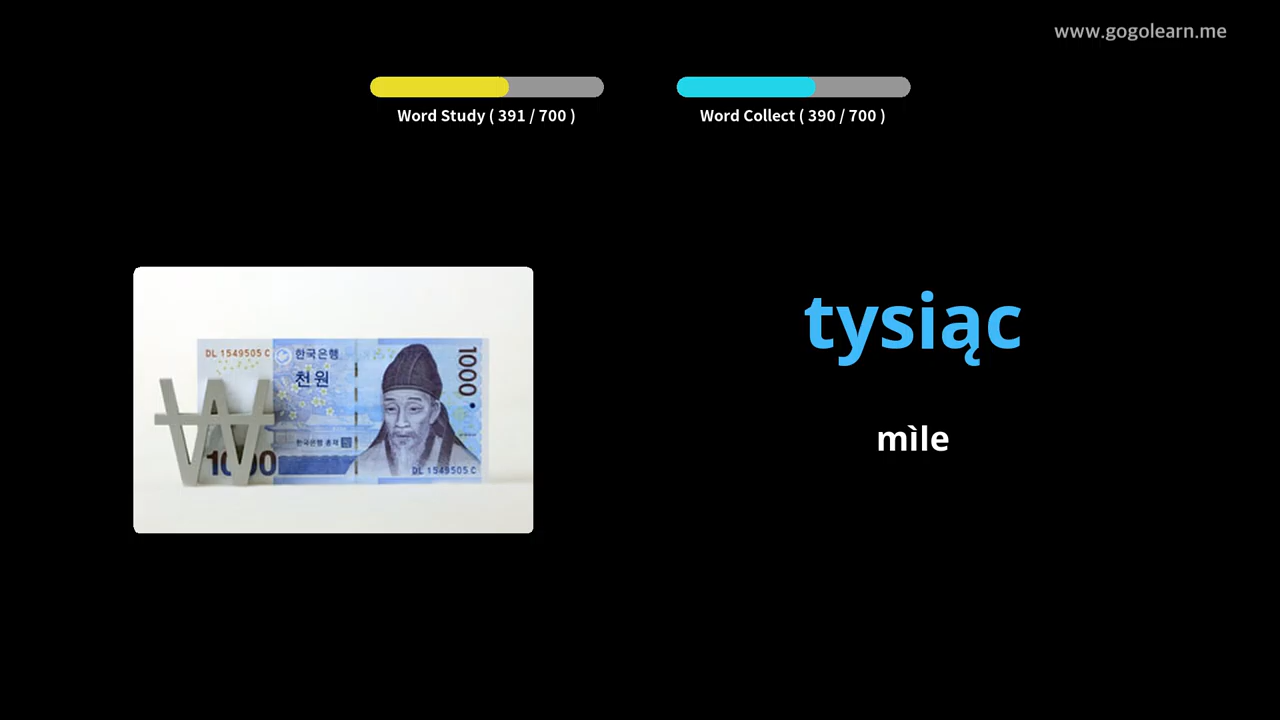 www.gogolearn.me
Word Study ( 391 / 700 )
Word Collect ( 390 / 700 )
DL 1549505 C
한국은행
천원
1000
한국은행 총재
DL 1549505 C
1000
tysiąc
mìle